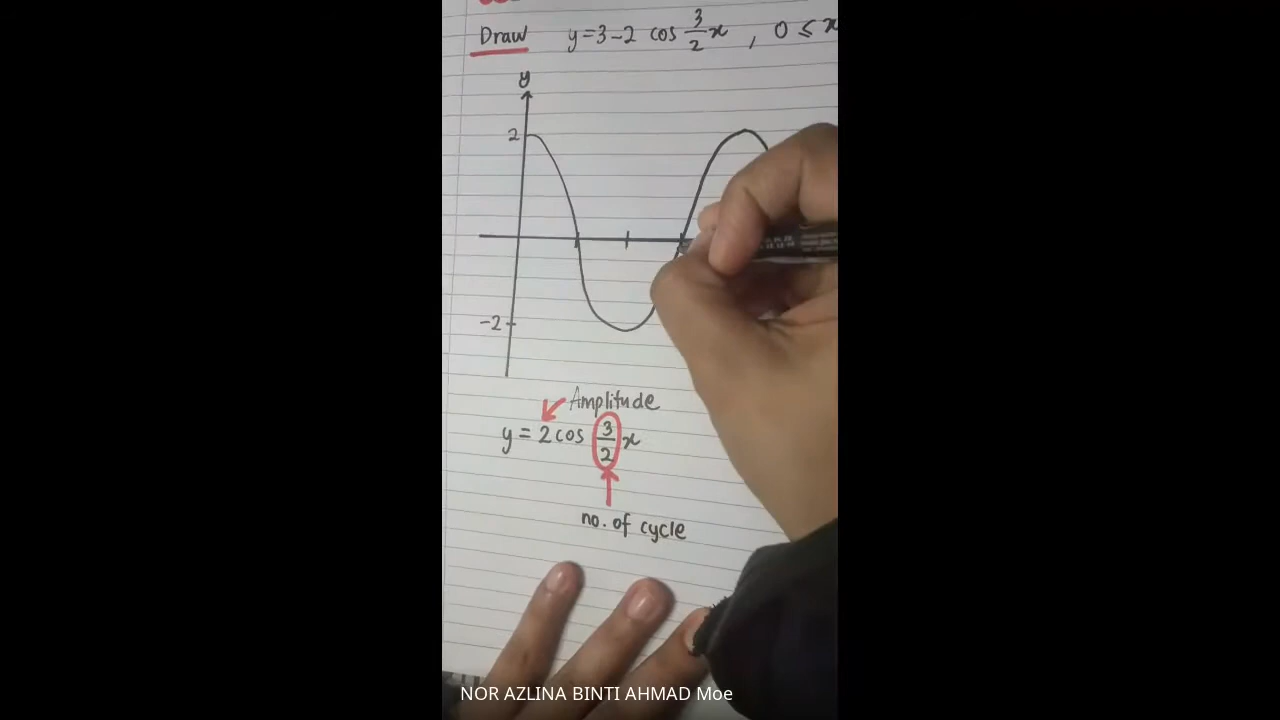 Draw y = 3 - 2 cos 3/2 x , 0 ≤ x
y
2
-2
Amplitude
y = 2 cos 3/2 x
no. of cycle
NOR AZLINA BINTI AHMAD Moe